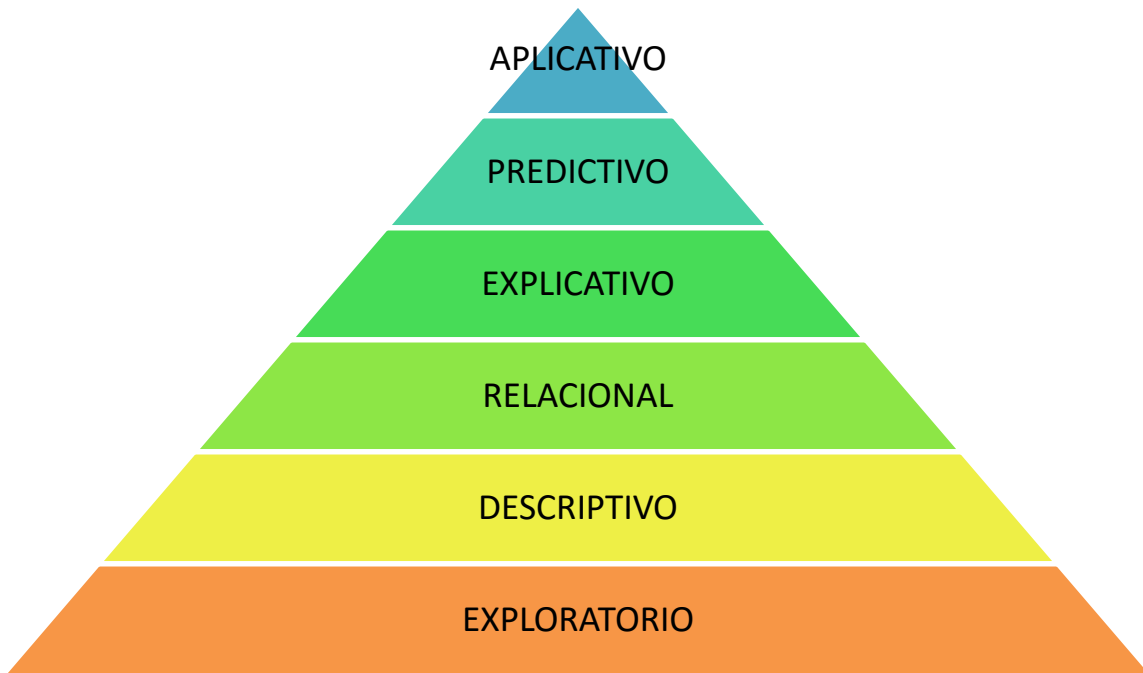 APLICATIVO
PREDICTIVO
EXPLICATIVO
RELACIONAL
DESCRIPTIVO
EXPLORATORIO